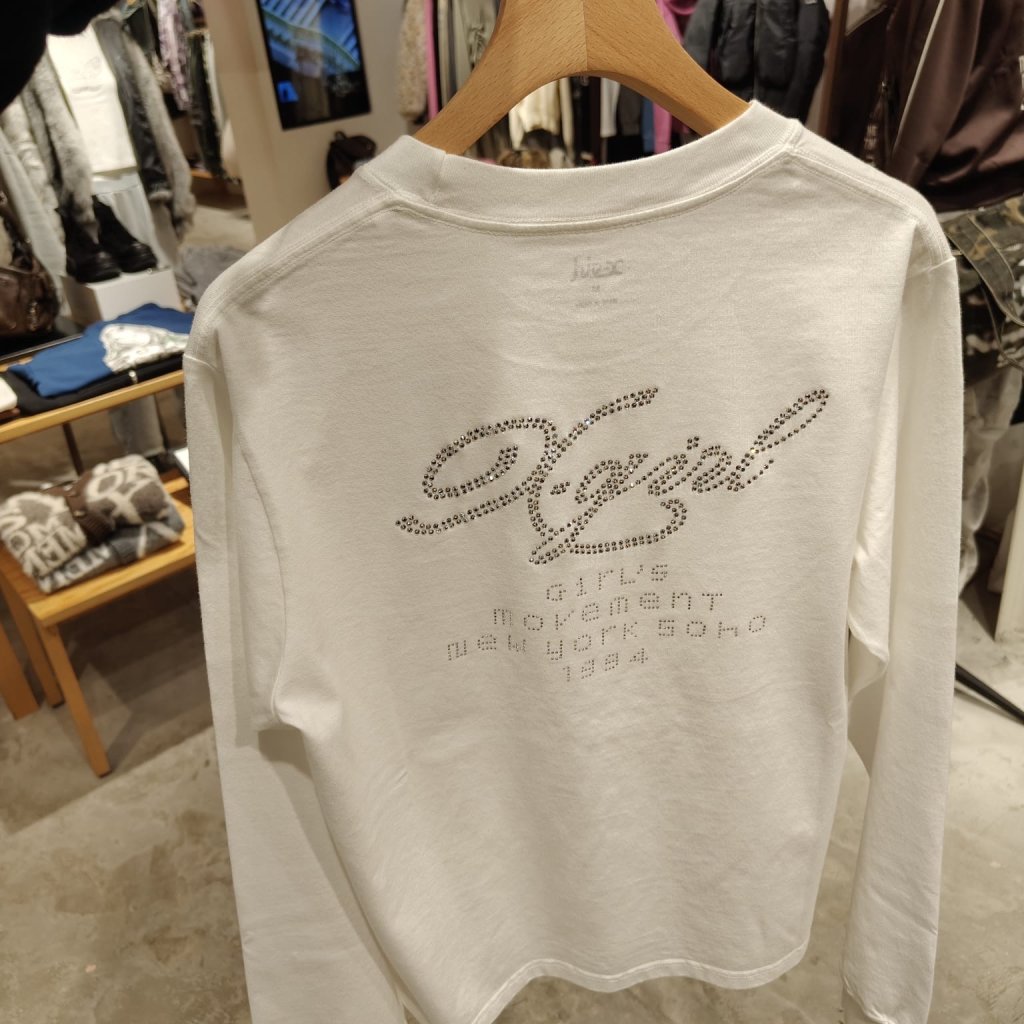 X-girl
GIRL'S
MOVEMENT
NEW YORK SOHO
1994